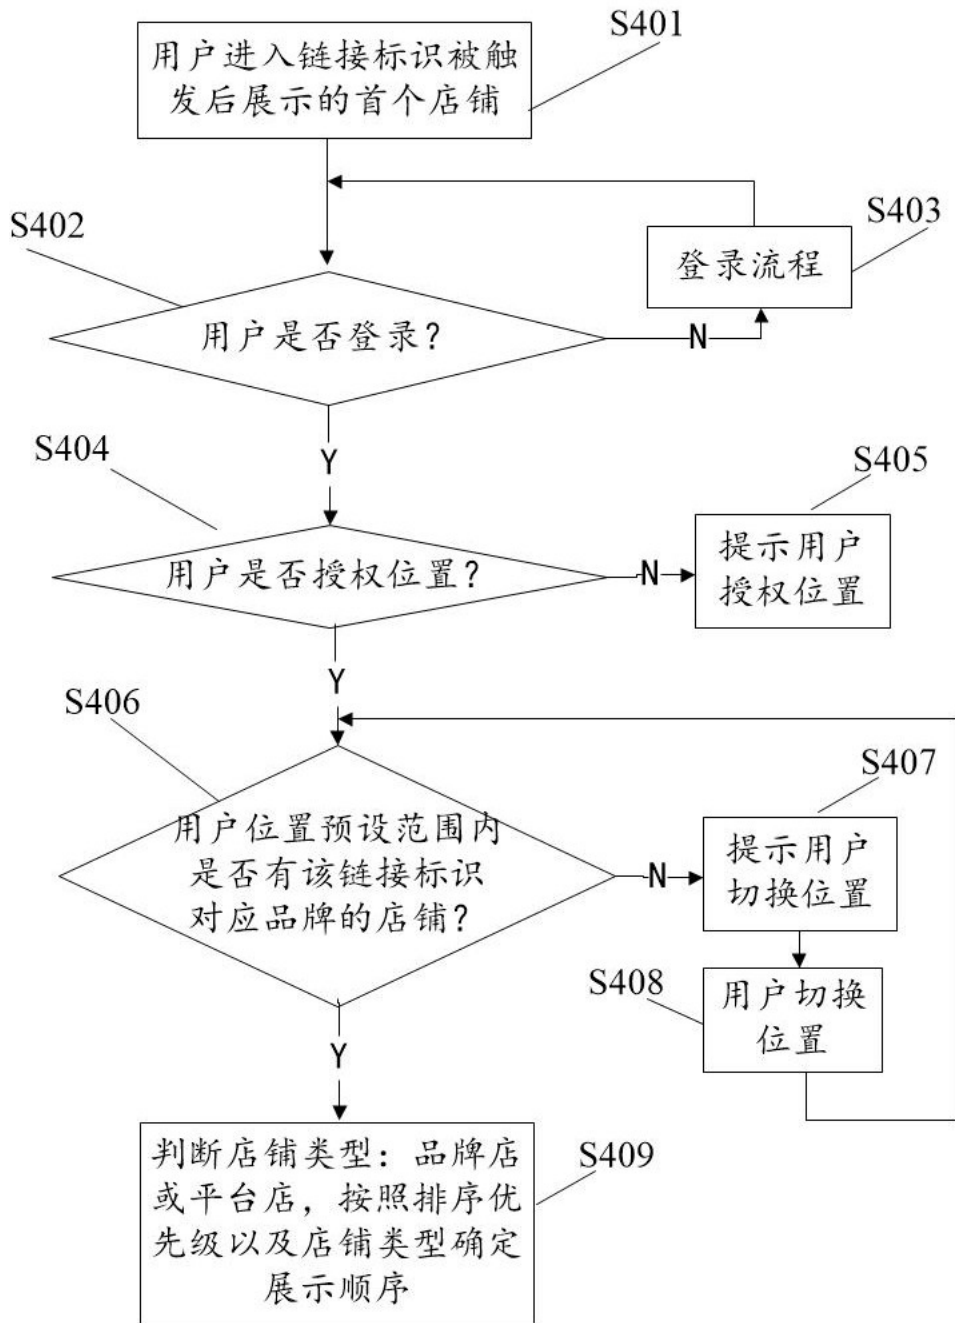 S401
用户进入链接标识被触
发后展示的首个店铺
S402
S403
登录流程
用户是否登录?
N
Y
S404
S405
用户是否授权位置?
N
提示用户
授权位置
Y
S406
S407
用户位置预设范围内
是否有该链接标识
对应品牌的店铺?
N
提示用户
切换位置
S408
用户切换
位置
Y
S409
判断店铺类型：品牌店
或平台店，按照排序优
先级以及店铺类型确定
展示顺序